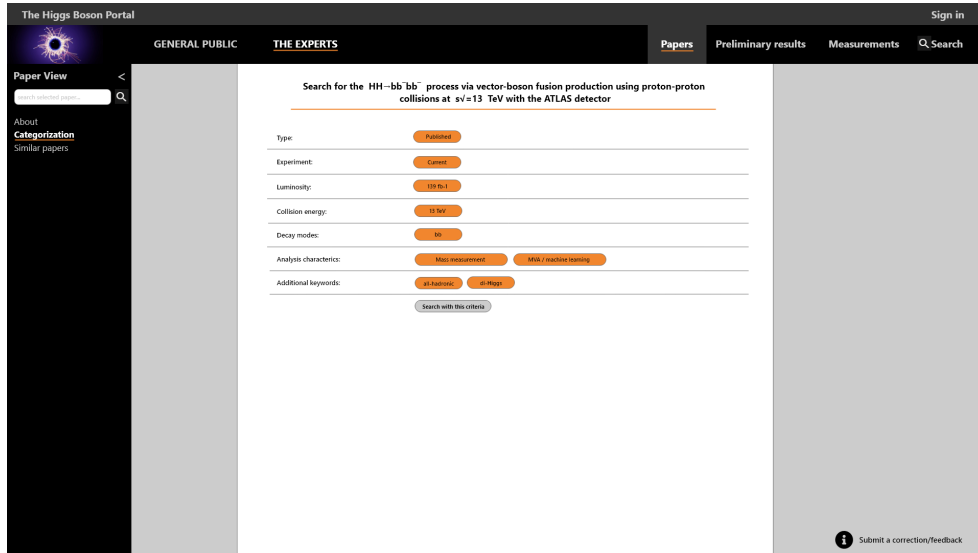 The Higgs Boson Portal
Sign in
GENERAL PUBLIC
THE EXPERTS
Papers
Preliminary results
Measurements
Search
Paper View <
search selected paper..
About
Categorization
Similar papers
Search for the HH→bb¯bb¯ process via vector-boson fusion production using proton-proton
collisions at s√=13 TeV with the ATLAS detector
Type: Published
Experiment: Current
Luminosity: 139 fb-1
Collision energy: 13 TeV
Decay modes: bb
Analysis characterics: Mass measurement MVA / machine learning
Additional keywords: all-hadronic di-Higgs
Search with this criteria
Submit a correction/feedback